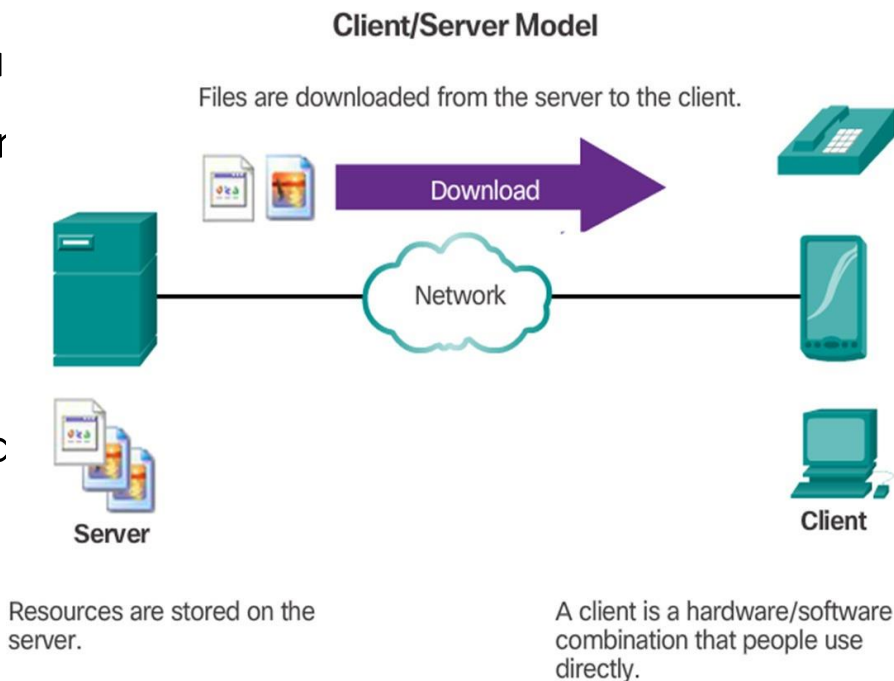 Client/Server Model
Files are downloaded from the server to the client.
Download
Network
Server
Client
Resources are stored on the
server.
A client is a hardware/software
combination that people use
directly.